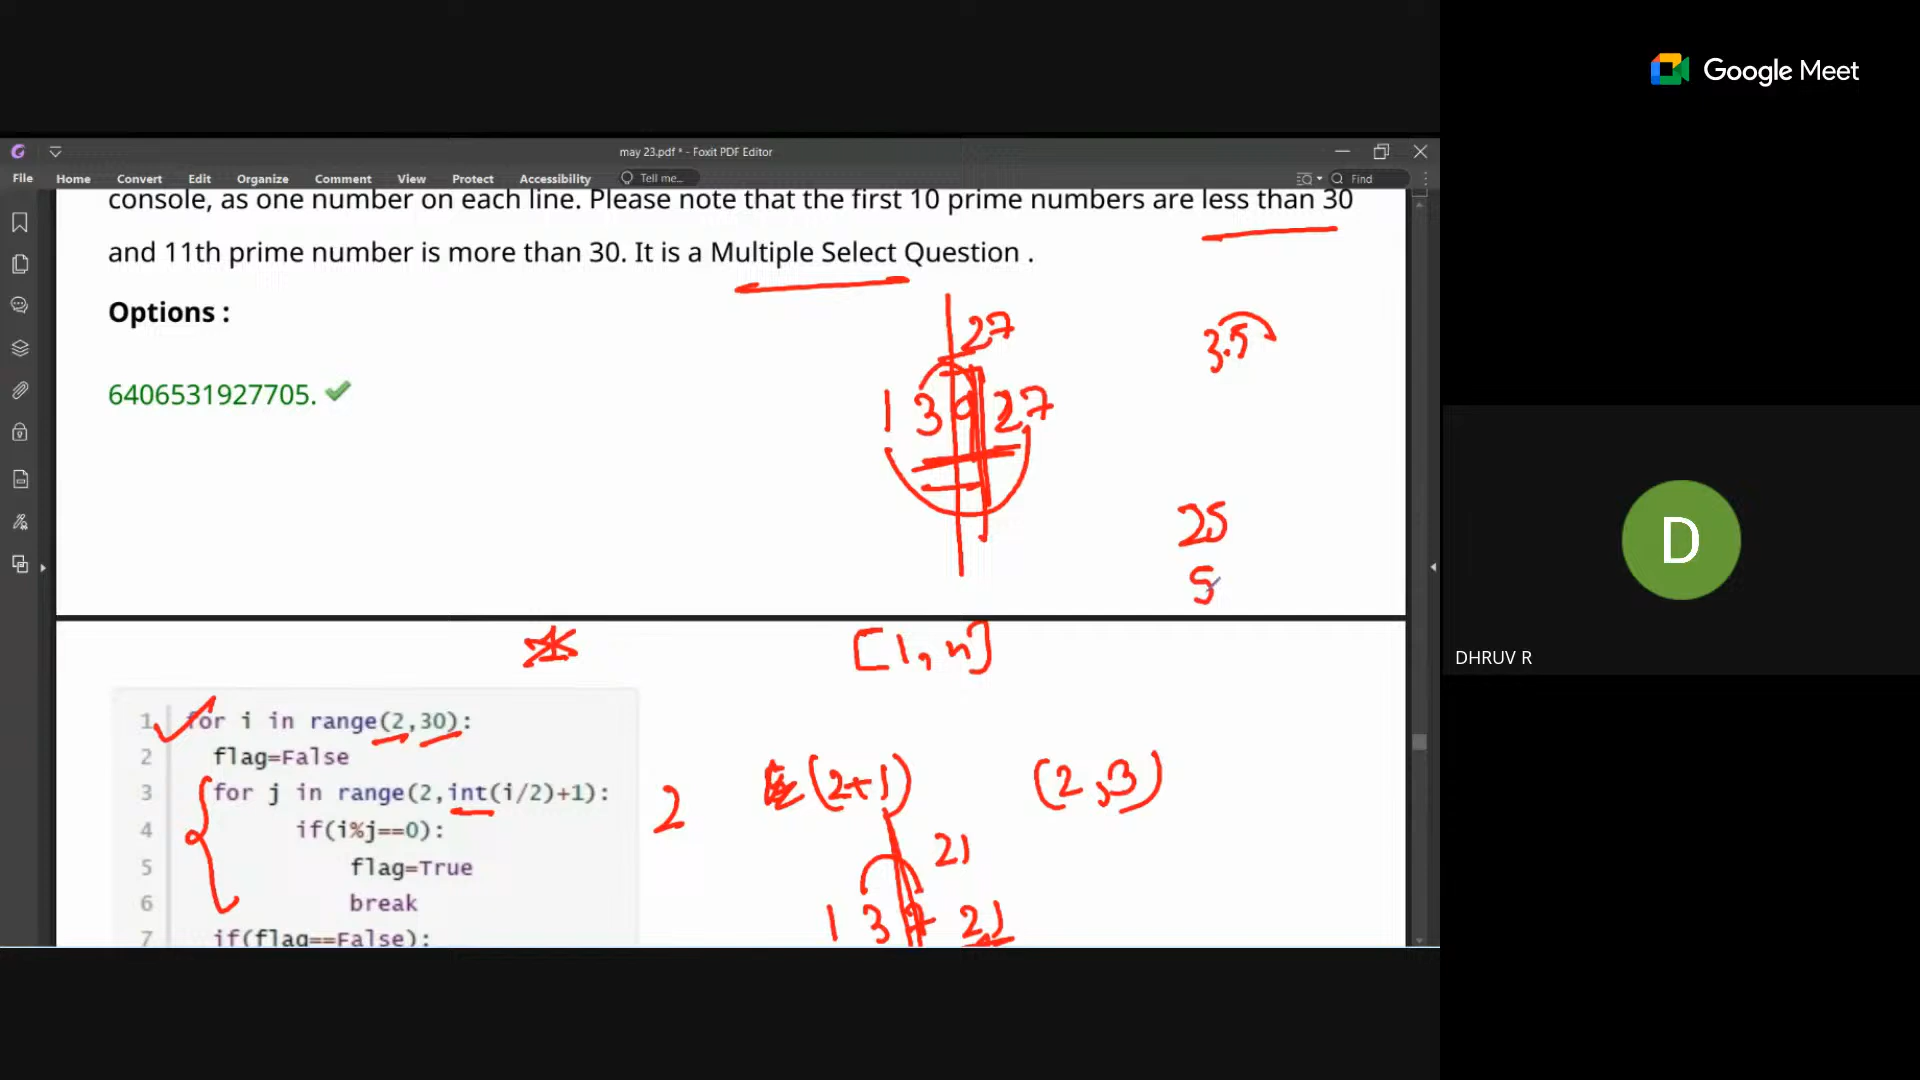 Google Meet
may 23.pdf * - Foxit PDF Editor
File Home Convert Edit Organize Comment View Protect Accessibility Tell me... Find
console, as one number on each line. Please note that the first 10 prime numbers are less than 30
and 11th prime number is more than 30. It is a Multiple Select Question .
Options :
27
3.5
6406531927705.
1 3 9 27
25
5
[1, n]
1 for i in range(2,30):
2 flag=False
3 for j in range(2,int(i/2)+1):
2 (2+1) (2,3)
4 if(i%j==0):
21
5 flag=True
6 break
1 3 7 21
7 if(flag==False):
D
DHRUV R